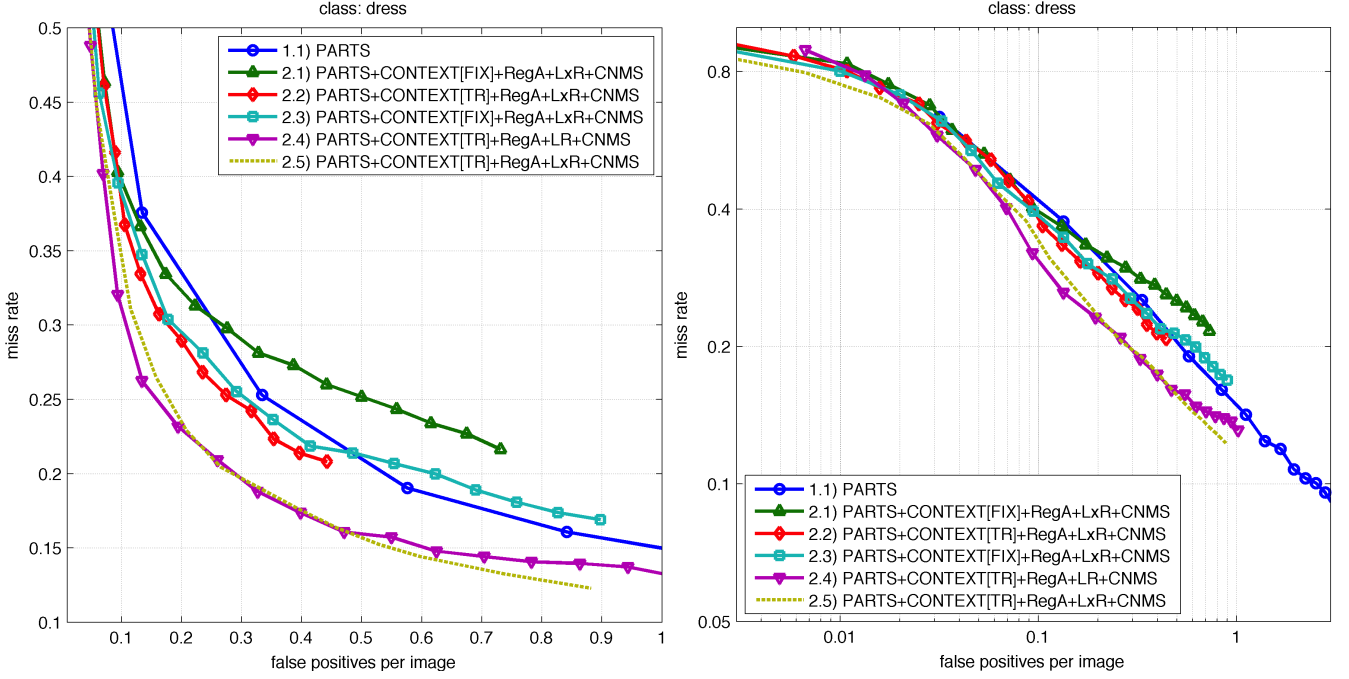 class: dress
0.5
0.45
0.4
0.35
0.3
0.25
0.2
0.15
0.1
miss rate
1.1) PARTS
2.1) PARTS+CONTEXT[FIX]+RegA+LxR+CNMS
2.2) PARTS+CONTEXT[TR]+RegA+LxR+CNMS
2.3) PARTS+CONTEXT[FIX]+RegA+LxR+CNMS
2.4) PARTS+CONTEXT[TR]+RegA+LR+CNMS
2.5) PARTS+CONTEXT[TR]+RegA+LxR+CNMS
0.1 0.2 0.3 0.4 0.5 0.6 0.7 0.8 0.9 1
false positives per image
class: dress
0.8
0.4
0.2
0.1
0.05
miss rate
1.1) PARTS
2.1) PARTS+CONTEXT[FIX]+RegA+LxR+CNMS
2.2) PARTS+CONTEXT[TR]+RegA+LxR+CNMS
2.3) PARTS+CONTEXT[FIX]+RegA+LxR+CNMS
2.4) PARTS+CONTEXT[TR]+RegA+LR+CNMS
2.5) PARTS+CONTEXT[TR]+RegA+LxR+CNMS
0.01 0.1 1
false positives per image